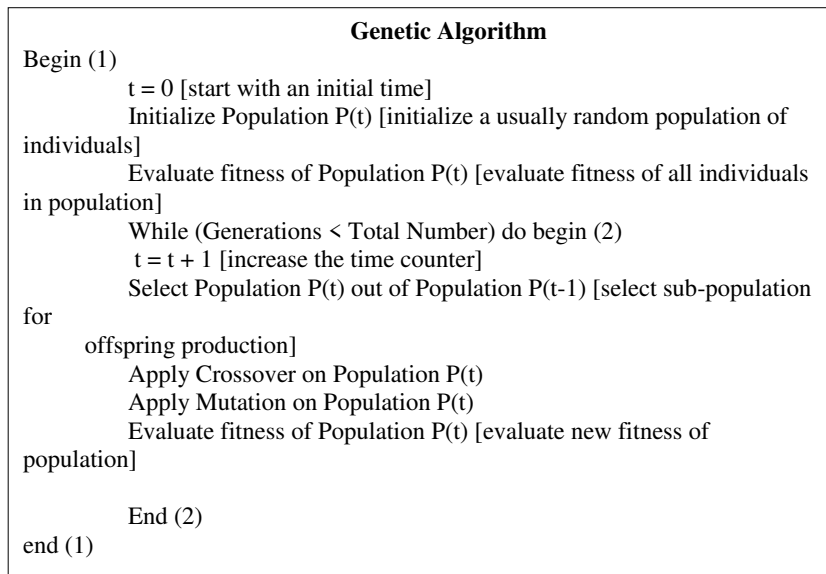 Genetic Algorithm
Begin (1)
t = 0 [start with an initial time]
Initialize Population P(t) [initialize a usually random population of
individuals]
Evaluate fitness of Population P(t) [evaluate fitness of all individuals
in population]
While (Generations < Total Number) do begin (2)
t = t + 1 [increase the time counter]
Select Population P(t) out of Population P(t-1) [select sub-population
for
offspring production]
Apply Crossover on Population P(t)
Apply Mutation on Population P(t)
Evaluate fitness of Population P(t) [evaluate new fitness of
population]
End (2)
end (1)